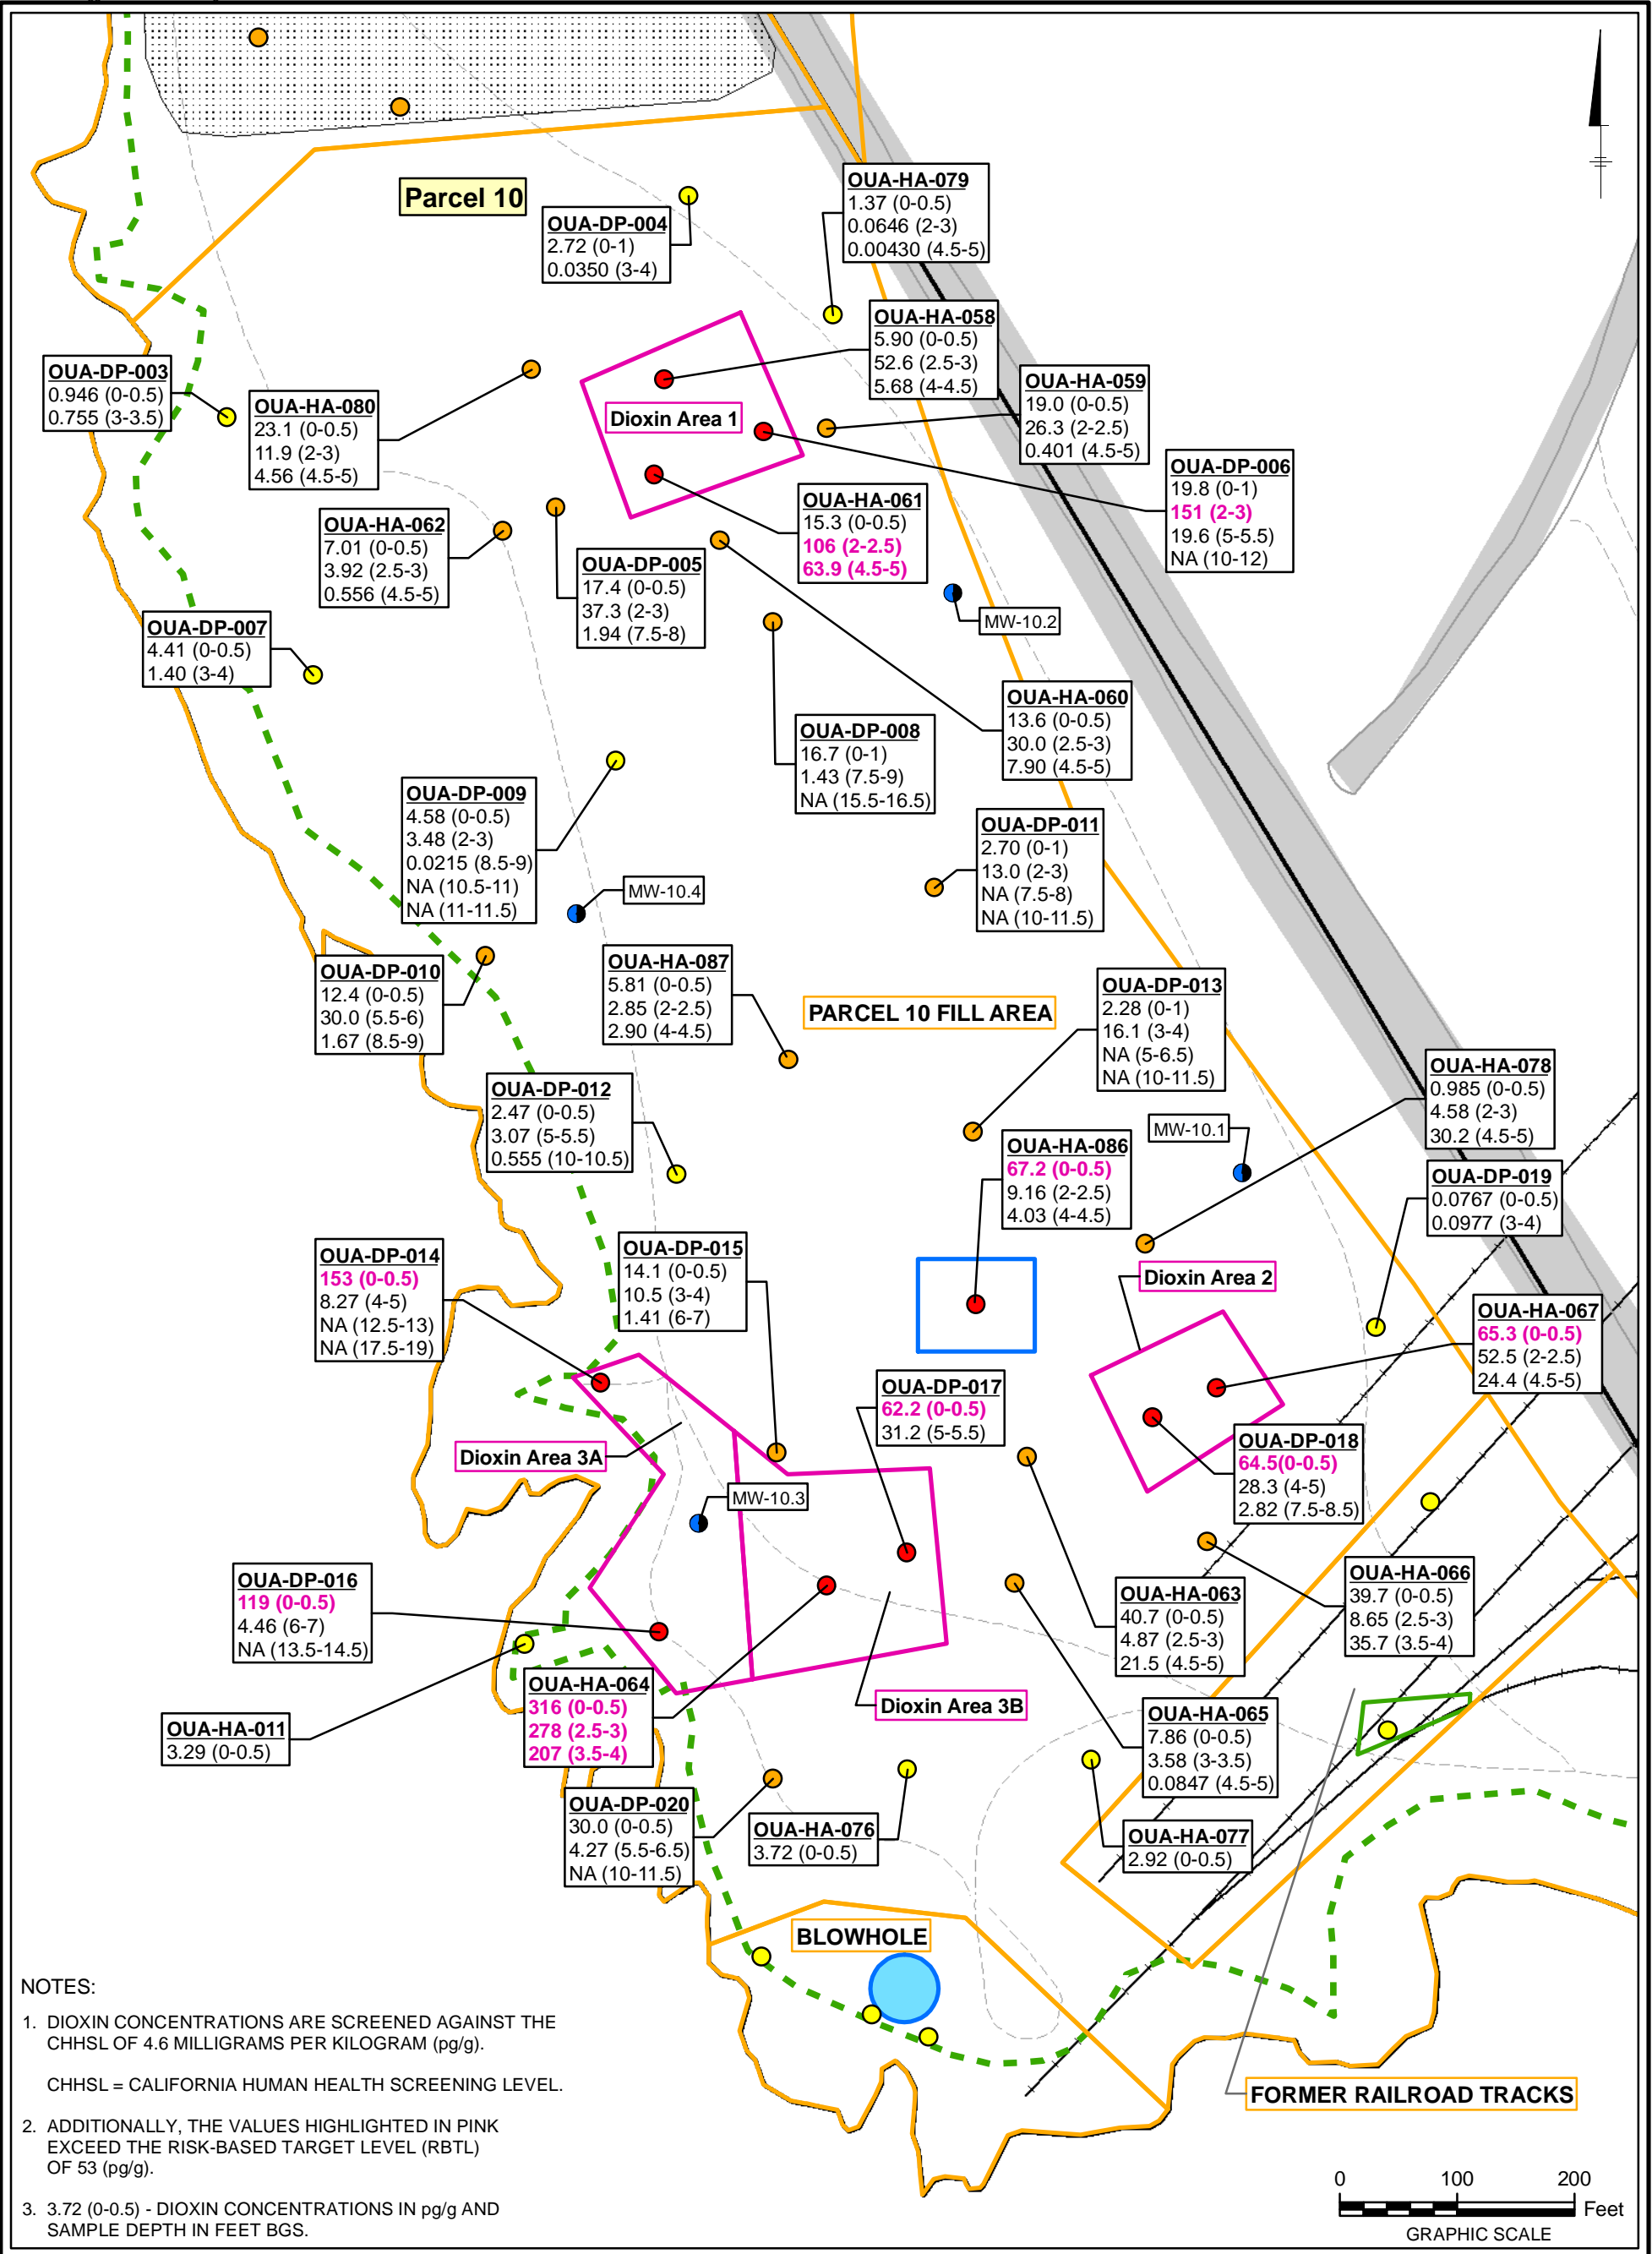 Parcel 10
OUA-DP-004
2.72 (0-1)
0.0350 (3-4)
OUA-HA-079
1.37 (0-0.5)
0.0646 (2-3)
0.00430 (4.5-5)
OUA-HA-058
5.90 (0-0.5)
52.6 (2.5-3)
5.68 (4-4.5)
OUA-DP-003
0.946 (0-0.5)
0.755 (3-3.5)
OUA-HA-080
23.1 (0-0.5)
11.9 (2-3)
4.56 (4.5-5)
Dioxin Area 1
OUA-HA-059
19.0 (0-0.5)
26.3 (2-2.5)
0.401 (4.5-5)
OUA-DP-006
19.8 (0-1)
151 (2-3)
19.6 (5-5.5)
NA (10-12)
OUA-HA-061
15.3 (0-0.5)
106 (2-2.5)
63.9 (4.5-5)
OUA-HA-062
7.01 (0-0.5)
3.92 (2.5-3)
0.556 (4.5-5)
OUA-DP-005
17.4 (0-0.5)
37.3 (2-3)
1.94 (7.5-8)
MW-10.2
OUA-DP-007
4.41 (0-0.5)
1.40 (3-4)
OUA-HA-060
13.6 (0-0.5)
30.0 (2.5-3)
7.90 (4.5-5)
OUA-DP-008
16.7 (0-1)
1.43 (7.5-9)
NA (15.5-16.5)
OUA-DP-009
4.58 (0-0.5)
3.48 (2-3)
0.0215 (8.5-9)
NA (10.5-11)
NA (11-11.5)
OUA-DP-011
2.70 (0-1)
13.0 (2-3)
NA (7.5-8)
NA (10-11.5)
MW-10.4
OUA-DP-010
12.4 (0-0.5)
30.0 (5.5-6)
1.67 (8.5-9)
OUA-HA-087
5.81 (0-0.5)
2.85 (2-2.5)
2.90 (4-4.5)
PARCEL 10 FILL AREA
OUA-DP-013
2.28 (0-1)
16.1 (3-4)
NA (5-6.5)
NA (10-11.5)
OUA-HA-078
0.985 (0-0.5)
4.58 (2-3)
30.2 (4.5-5)
OUA-DP-012
2.47 (0-0.5)
3.07 (5-5.5)
0.555 (10-10.5)
MW-10.1
OUA-HA-086
67.2 (0-0.5)
9.16 (2-2.5)
4.03 (4-4.5)
OUA-DP-019
0.0767 (0-0.5)
0.0977 (3-4)
OUA-DP-014
153 (0-0.5)
8.27 (4-5)
NA (12.5-13)
NA (17.5-19)
OUA-DP-015
14.1 (0-0.5)
10.5 (3-4)
1.41 (6-7)
Dioxin Area 2
OUA-HA-067
65.3 (0-0.5)
52.5 (2-2.5)
24.4 (4.5-5)
OUA-DP-017
62.2 (0-0.5)
31.2 (5-5.5)
Dioxin Area 3A
OUA-DP-018
64.5(0-0.5)
28.3 (4-5)
2.82 (7.5-8.5)
MW-10.3
OUA-DP-016
119 (0-0.5)
4.46 (6-7)
NA (13.5-14.5)
OUA-HA-063
40.7 (0-0.5)
4.87 (2.5-3)
21.5 (4.5-5)
OUA-HA-066
39.7 (0-0.5)
8.65 (2.5-3)
35.7 (3.5-4)
OUA-HA-064
316 (0-0.5)
278 (2.5-3)
207 (3.5-4)
Dioxin Area 3B
OUA-HA-011
3.29 (0-0.5)
OUA-HA-065
7.86 (0-0.5)
3.58 (3-3.5)
0.0847 (4.5-5)
OUA-DP-020
30.0 (0-0.5)
4.27 (5.5-6.5)
NA (10-11.5)
OUA-HA-076
3.72 (0-0.5)
OUA-HA-077
2.92 (0-0.5)
BLOWHOLE
FORMER RAILROAD TRACKS
NOTES:
1. DIOXIN CONCENTRATIONS ARE SCREENED AGAINST THE
CHHSL OF 4.6 MILLIGRAMS PER KILOGRAM (pg/g).
CHHSL = CALIFORNIA HUMAN HEALTH SCREENING LEVEL.
2. ADDITIONALLY, THE VALUES HIGHLIGHTED IN PINK
EXCEED THE RISK-BASED TARGET LEVEL (RBTL)
OF 53 (pg/g).
3. 3.72 (0-0.5) - DIOXIN CONCENTRATIONS IN pg/g AND
SAMPLE DEPTH IN FEET BGS.
0 100 200
Feet
GRAPHIC SCALE